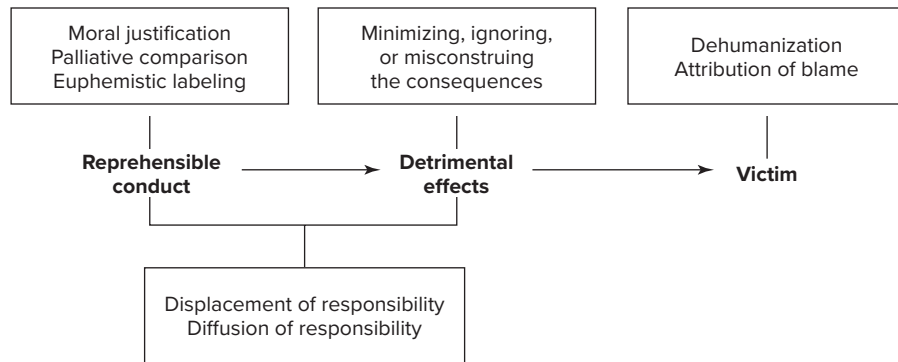 Moral justification
Palliative comparison
Euphemistic labeling
Minimizing, ignoring,
or misconstruing
the consequences
Dehumanization
Attribution of blame
Reprehensible
conduct
Detrimental
effects
Victim
Displacement of responsibility
Diffusion of responsibility